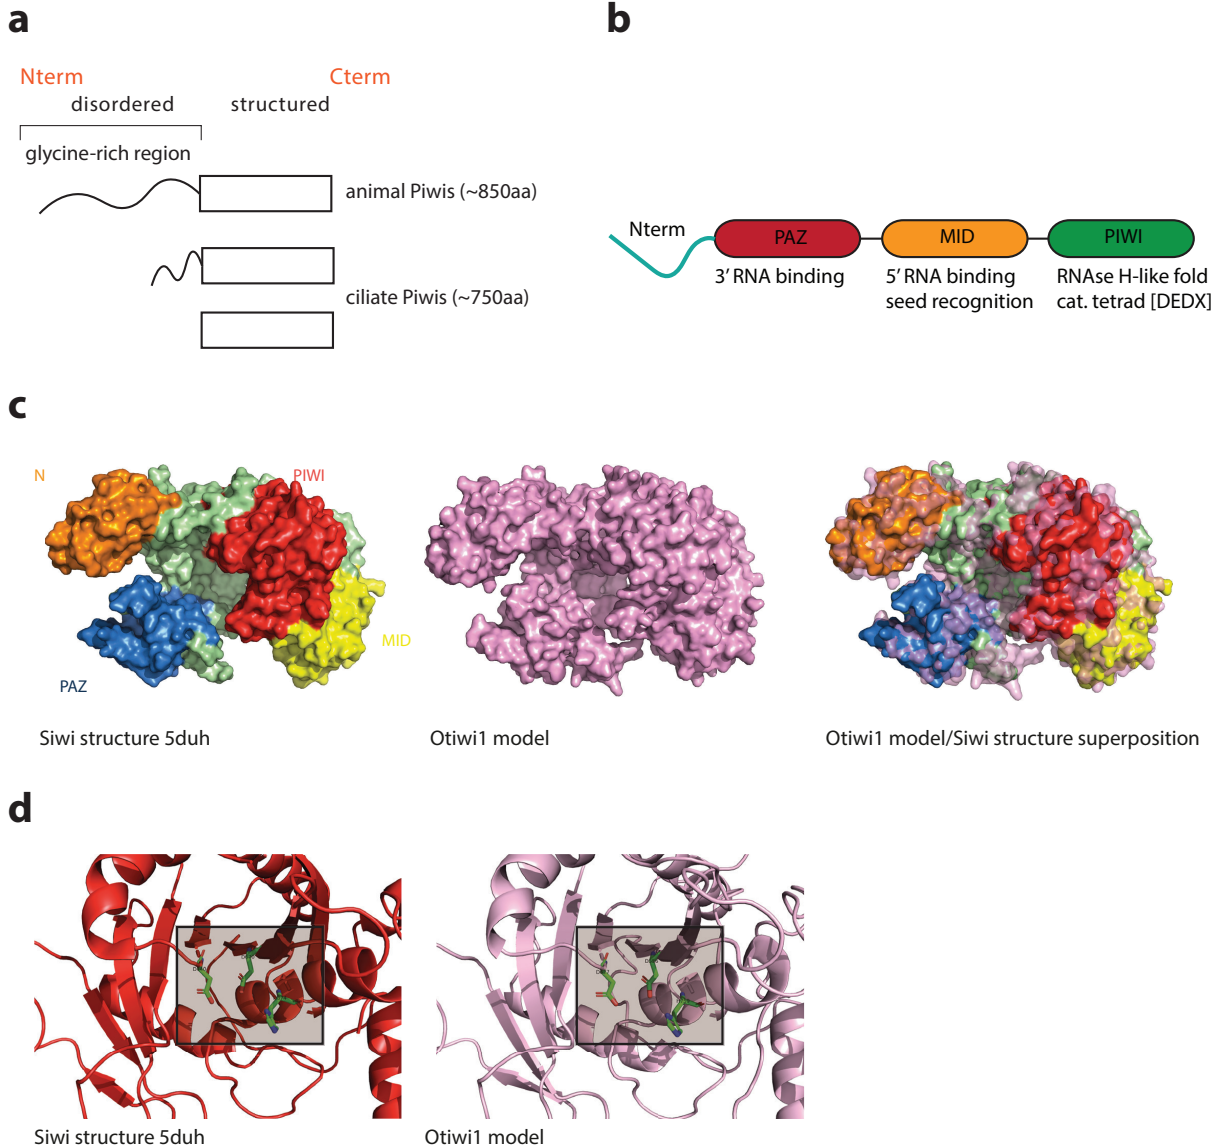 a
Nterm
Cterm
disordered
structured
glycine-rich region
animal Piwis (~850aa)
ciliate Piwis (~750aa)
b
Nterm
PAZ
MID
PIWI
3’ RNA binding
5’ RNA binding
seed recognition
RNAse H-like fold
cat. tetrad [DEDX]
c
N
PIWI
MID
PAZ
Siwi structure 5duh
Otiwi1 model
Otiwi1 model/Siwi structure superposition
d
Siwi structure 5duh
Otiwi1 model